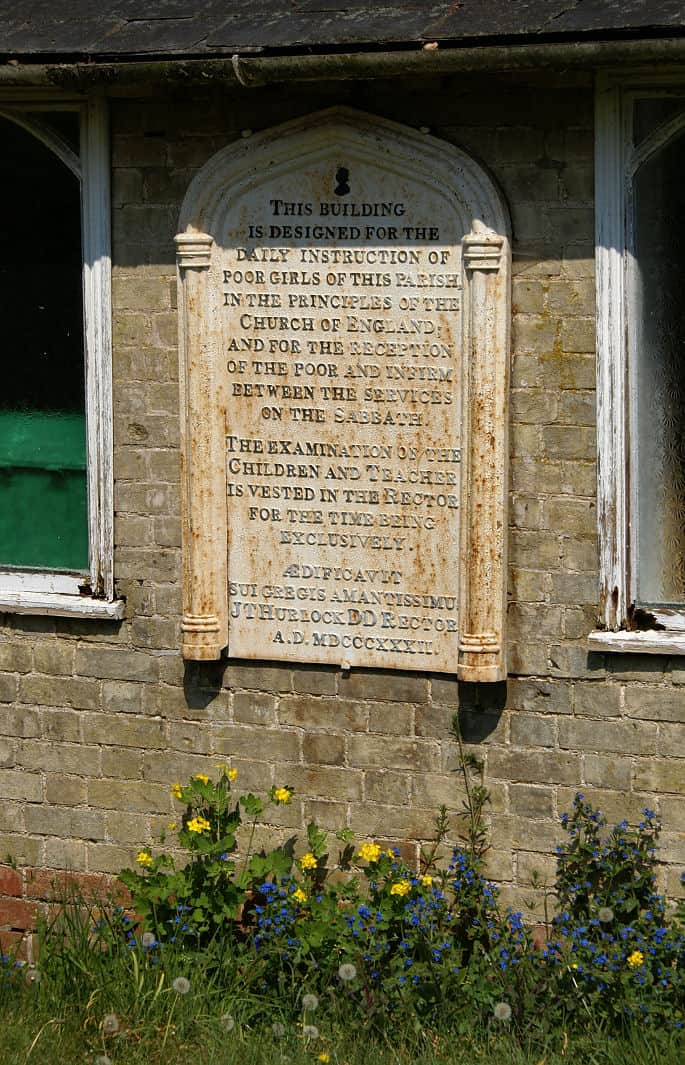 THIS BUILDING
IS DESIGNED FOR THE
DAILY INSTRUCTION OF
POOR GIRLS OF THIS PARISH,
IN THE PRINCIPLES OF THE
CHURCH OF ENGLAND;
AND FOR THE RECEPTION
OF THE POOR AND INFIRM
BETWEEN THE SERVICES
ON THE SABBATH.
THE EXAMINATION OF THE
CHILDREN AND TEACHER
IS VESTED IN THE RECTOR
FOR THE TIME BEING
EXCLUSIVELY.
ÆDIFICAVIT
SUI GREGIS AMANTISSIMUS
J THURLOCK DD RECTOR
A.D. MDCCCXXXII.